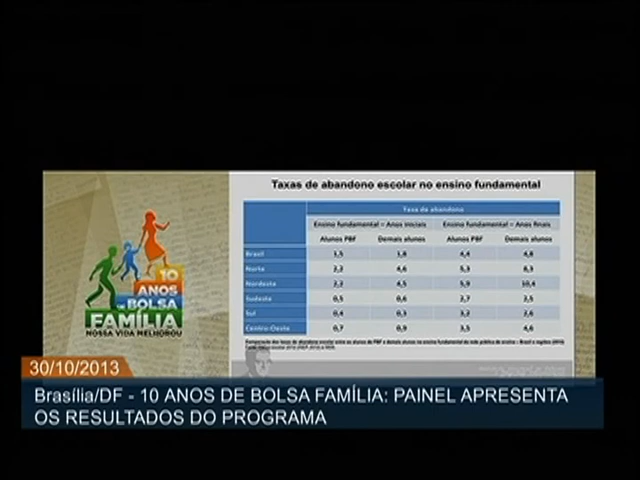 Taxas de abandono escolar no ensino fundamental
Taxa de abandono
Ensino fundamental – Anos iniciais Ensino fundamental – Anos finais
Alunos PBF Demais alunos Alunos PBF Demais alunos
Brasil 1,5 1,8 4,4 4,8
Norte 2,2 4,6 5,3 8,3
Nordeste 2,2 4,5 5,9 10,4
Sudeste 0,5 0,6 2,7 2,5
Sul 0,4 0,3 3,2 2,6
Centro-Oeste 0,7 0,9 3,5 4,6
10
ANOS
DE BOLSA
FAMÍLIA
NOSSA VIDA MELHOROU
30/10/2013
Brasília/DF - 10 ANOS DE BOLSA FAMÍLIA: PAINEL APRESENTA
OS RESULTADOS DO PROGRAMA